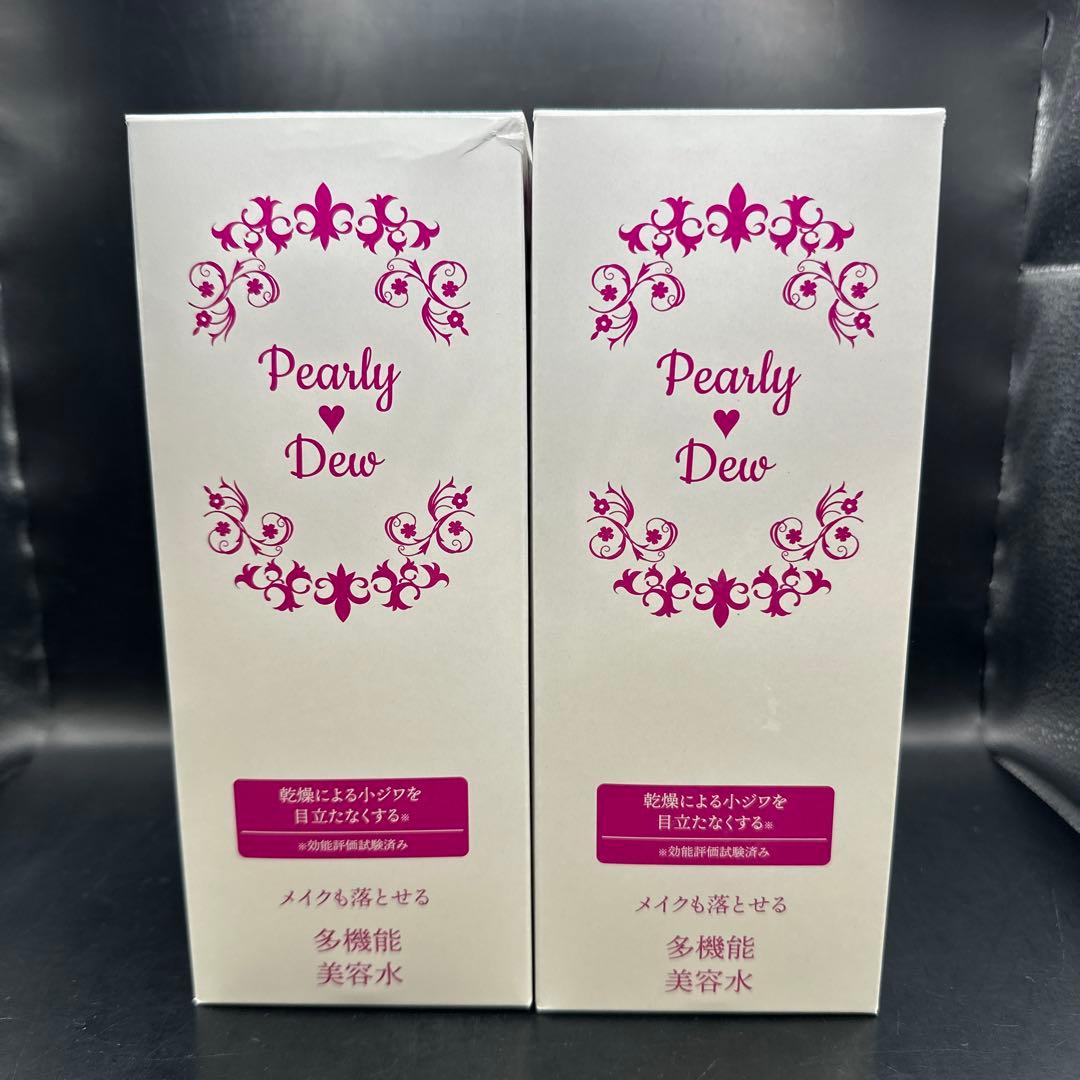 Pearly
♥
Dew
乾燥による小ジワを
目立たなくする※
※効能評価試験済み
メイクも落とせる
多機能
美容水
Pearly
♥
Dew
乾燥による小ジワを
目立たなくする※
※効能評価試験済み
メイクも落とせる
多機能
美容水